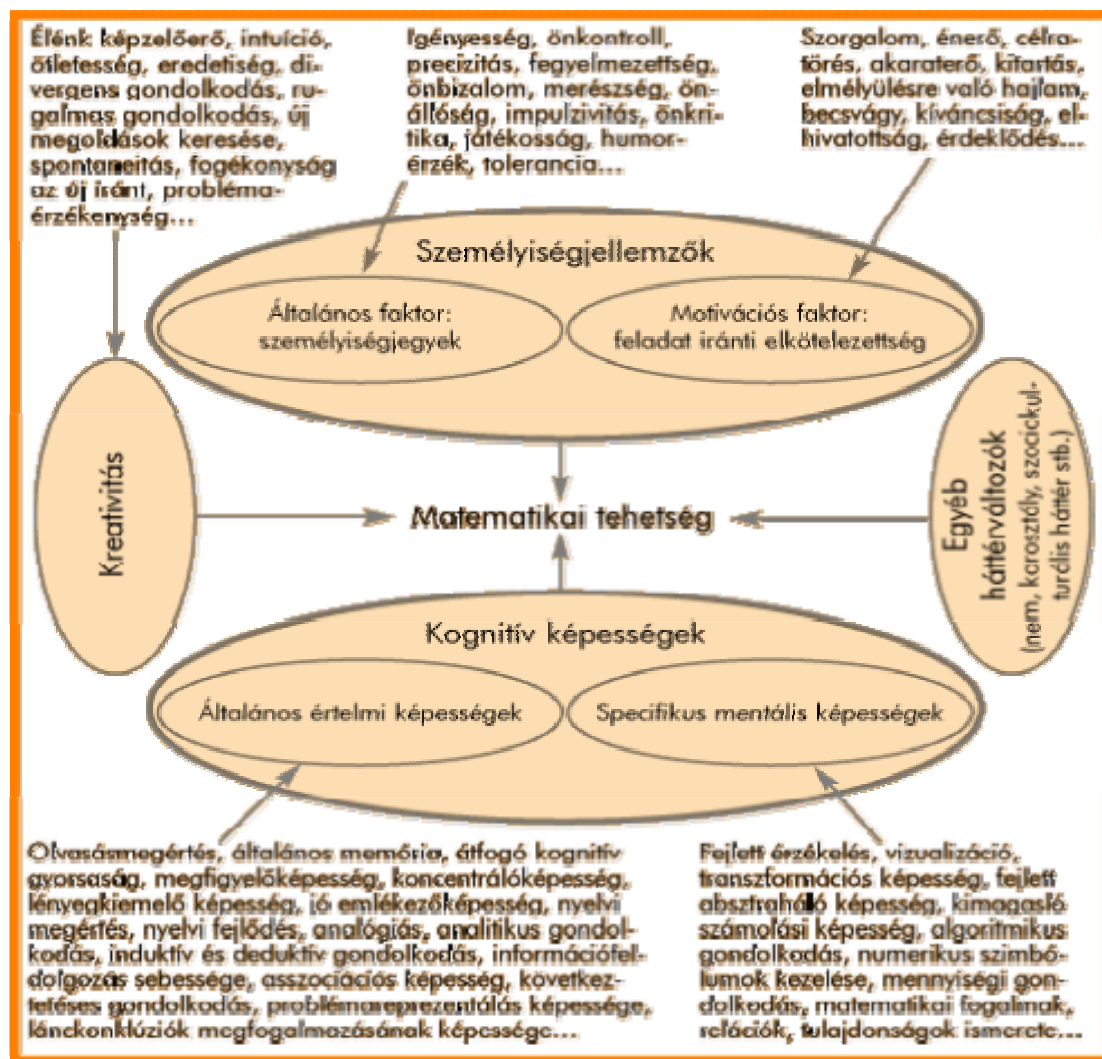 Élénk képzelőerő, intuíció,
ötletesség, eredetiség, di-
vergens gondolkodás, ru-
galmas gondolkodás, új
megoldások keresése,
spontaneitás, fogékonyság
az új iránt, probléma-
érzékenység...
Igényesség, önkontroll,
precizitás, fegyelmezettség,
önbizalom, merészség, ön-
állóság, impulzivitás, önkri-
tika, játékosság, humor-
érzék, tolerancia...
Szorgalom, énerő, célra-
törés, akaraterő, kitartás,
elmélyülésre való hajlam,
becsvágy, kíváncsiság, el-
hivatottság, érdeklődés...
Személyiségjellemzők
Általános faktor:
személyiségjegyek
Motivációs faktor:
feladat iránti elkötelezettség
Kreativitás
Matematikai tehetség
Egyéb
háttérváltozók
(nem, korosztály, szociokul-
turális háttér stb.)
Kognitív képességek
Általános értelmi képességek
Specifikus mentális képességek
Olvasásmegértés, általános memória, átfogó kognitív
gyorsaság, megfigyelőképesség, koncentrálóképesség,
lényegkiemelő képesség, jó emlékezőképesség, nyelvi
megértés, nyelvi fejlődés, analógiás, analitikus gondol-
kodás, induktív és deduktív gondolkodás, információfel-
dolgozás sebessége, asszociációs képesség, következ-
tetéses gondolkodás, problémareprezentálás képessége,
lánckonklúziók megfogalmazásának képessége...
Fejlett érzékelés, vizualizáció,
transzformációs képesség, fejlett
absztraháló képesség, kimagasló
számolási képesség, algoritmikus
gondolkodás, numerikus szimbó-
lumok kezelése, mennyiségi gon-
dolkodás, matematikai fogalmak,
relációk, tulajdonságok ismerete...